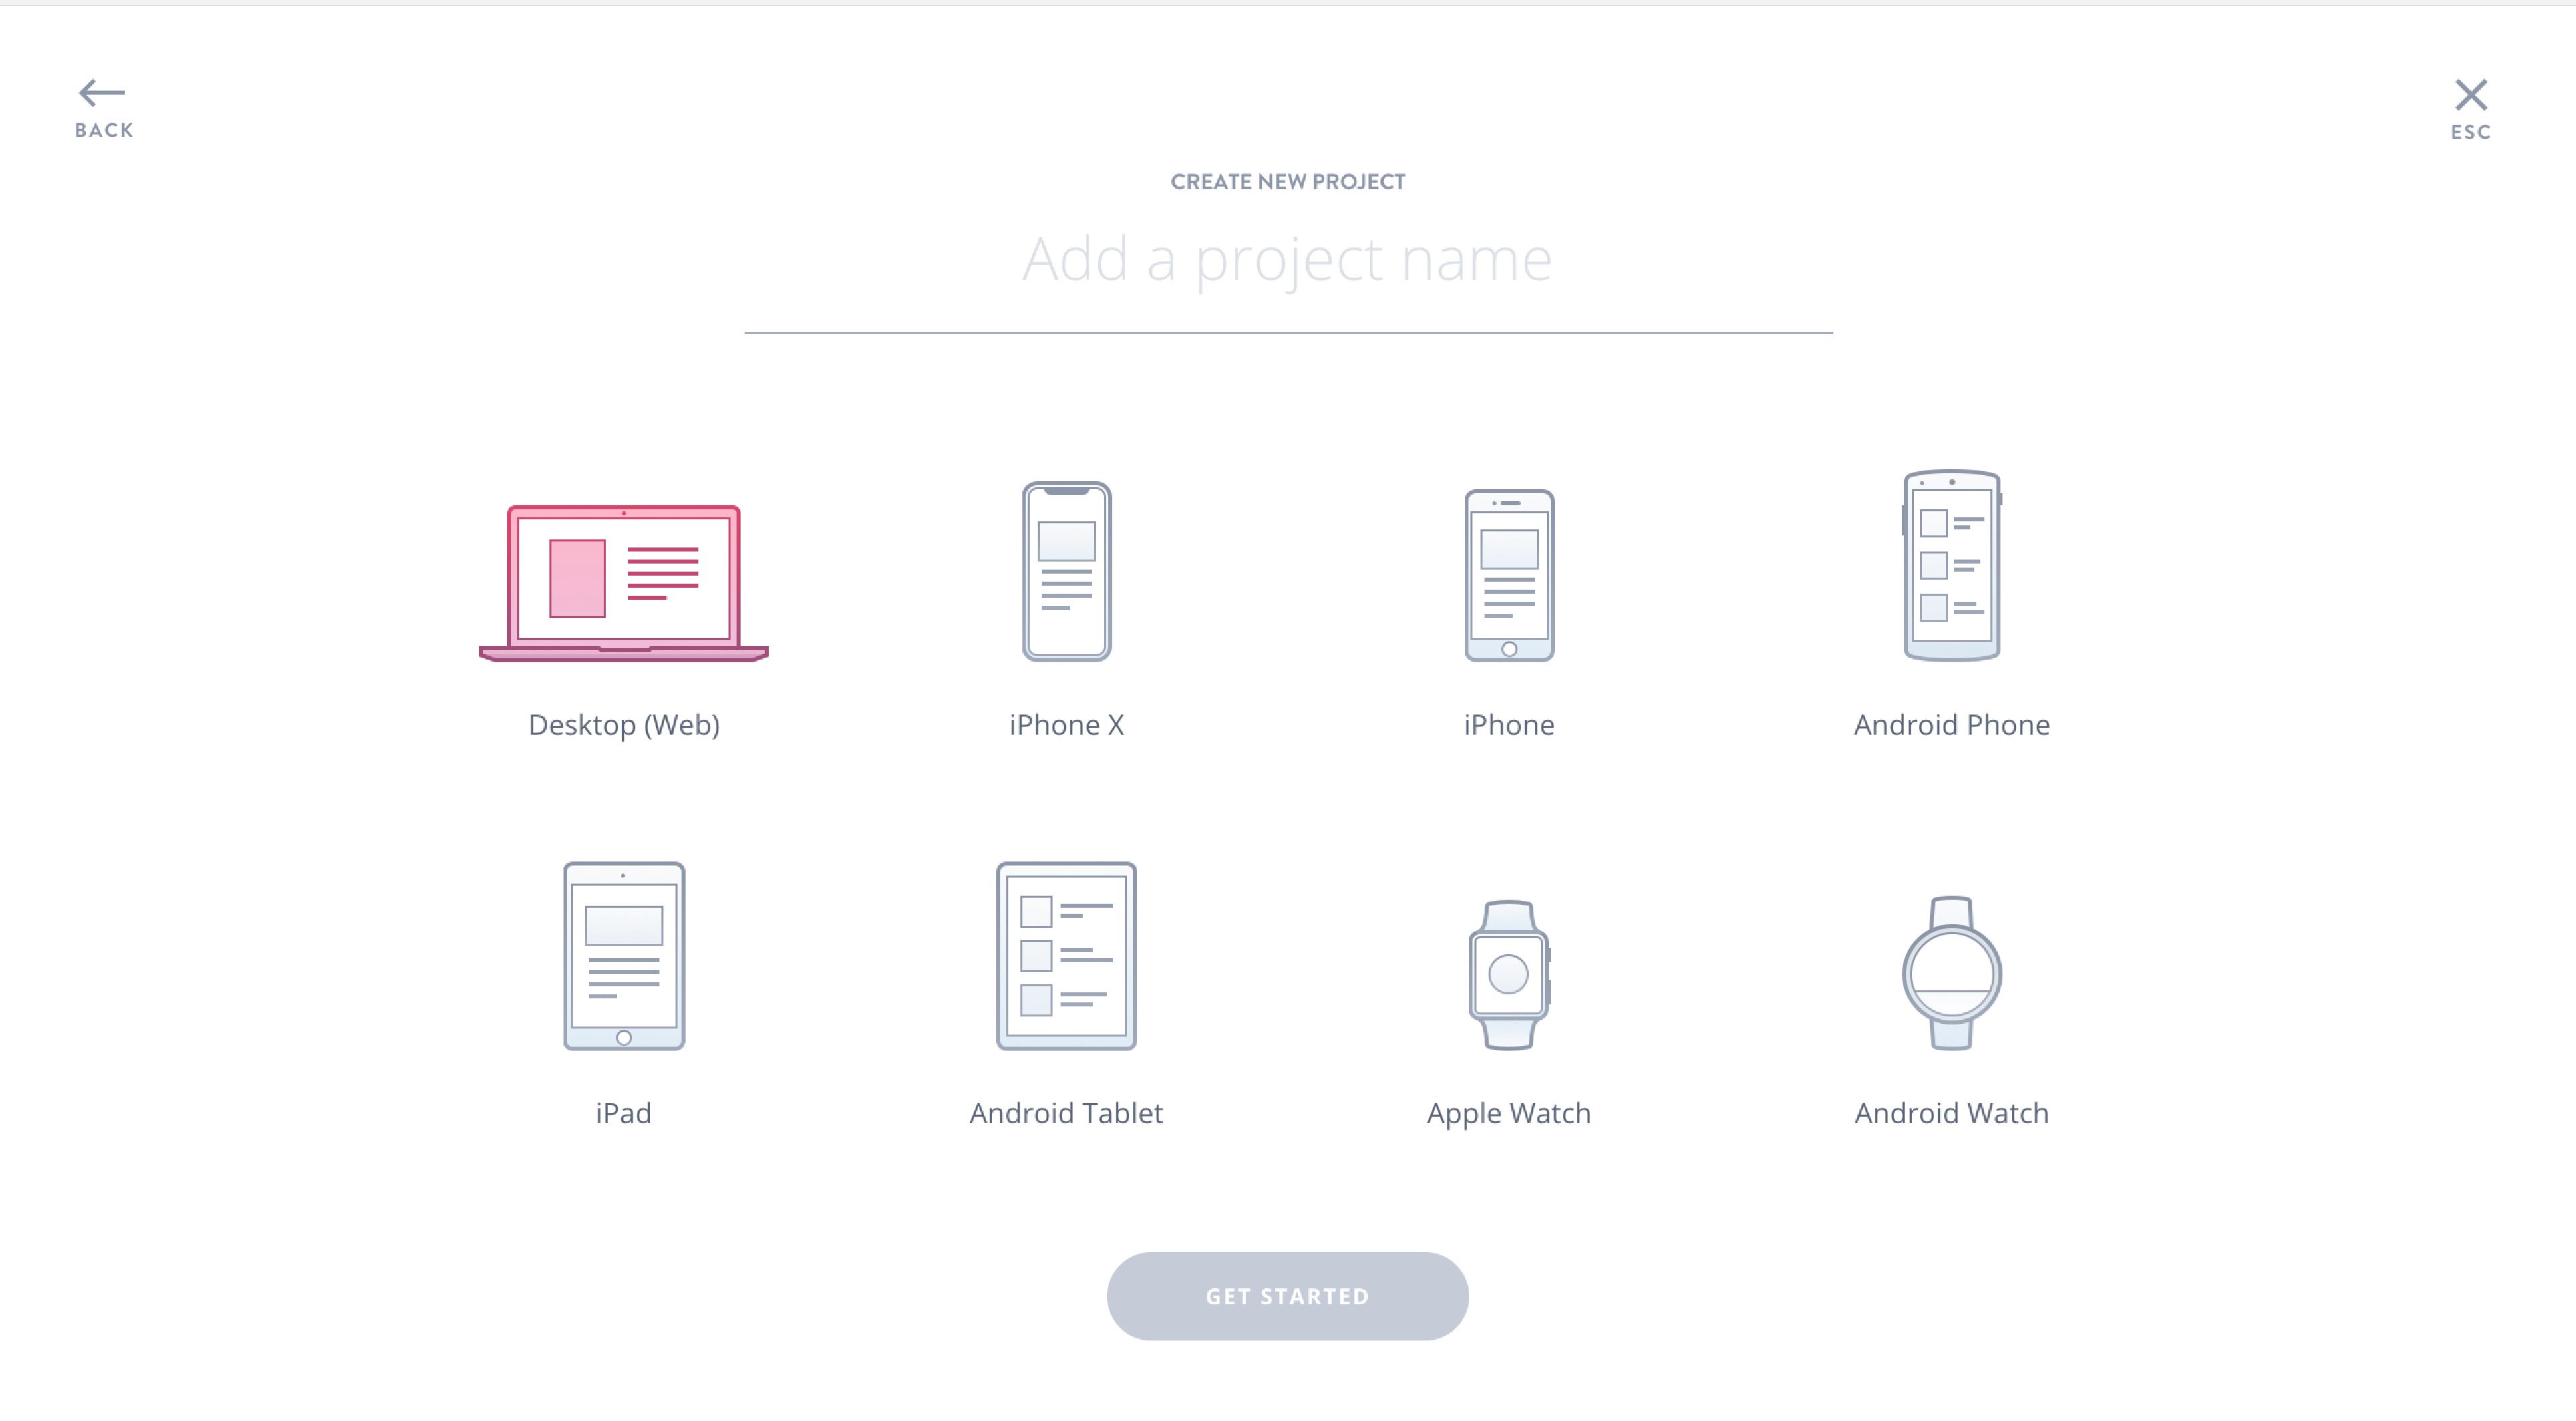 BACK
ESC
CREATE NEW PROJECT
Add a project name
Desktop (Web)
iPhone X
iPhone
Android Phone
iPad
Android Tablet
Apple Watch
Android Watch
GET STARTED